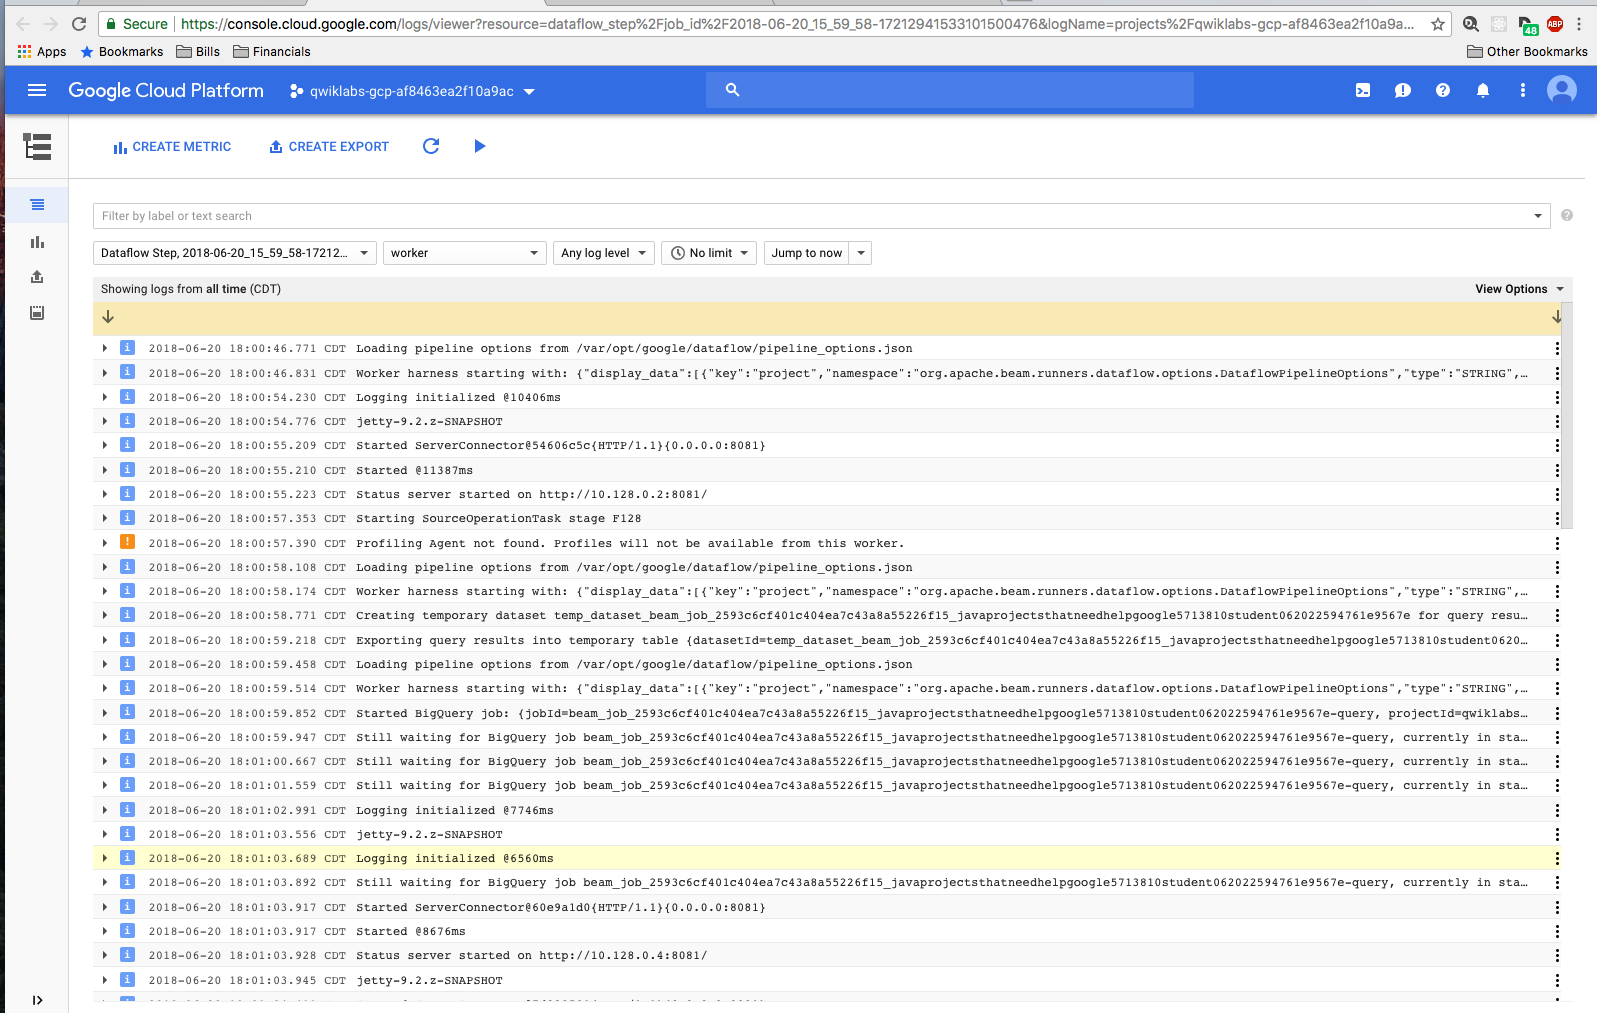 Secure https://console.cloud.google.com/logs/viewer?resource=dataflow_step%2Fjob_id%2F2018-06-20_15_59_58-17212941533101500476&logName=projects%2Fqwiklabs-gcp-af8463ea2f10a9a...
48 ABP
Apps Bookmarks Bills Financials Other Bookmarks
Google Cloud Platform qwiklabs-gcp-af8463ea2f10a9ac
CREATE METRIC CREATE EXPORT
Filter by label or text search
Dataflow Step, 2018-06-20_15_59_58-17212... worker Any log level No limit Jump to now
Showing logs from all time (CDT) View Options
2018-06-20 18:00:46.771 CDT Loading pipeline options from /var/opt/google/dataflow/pipeline_options.json
2018-06-20 18:00:46.831 CDT Worker harness starting with: {"display_data":[{"key":"project","namespace":"org.apache.beam.runners.dataflow.options.DataflowPipelineOptions","type":"STRING",…
2018-06-20 18:00:54.230 CDT Logging initialized @10406ms
2018-06-20 18:00:54.776 CDT jetty-9.2.z-SNAPSHOT
2018-06-20 18:00:55.209 CDT Started ServerConnector@54606c5c{HTTP/1.1}{0.0.0.0:8081}
2018-06-20 18:00:55.210 CDT Started @11387ms
2018-06-20 18:00:55.223 CDT Status server started on http://10.128.0.2:8081/
2018-06-20 18:00:57.353 CDT Starting SourceOperationTask stage F128
2018-06-20 18:00:57.390 CDT Profiling Agent not found. Profiles will not be available from this worker.
2018-06-20 18:00:58.108 CDT Loading pipeline options from /var/opt/google/dataflow/pipeline_options.json
2018-06-20 18:00:58.174 CDT Worker harness starting with: {"display_data":[{"key":"project","namespace":"org.apache.beam.runners.dataflow.options.DataflowPipelineOptions","type":"STRING",…
2018-06-20 18:00:58.771 CDT Creating temporary dataset temp_dataset_beam_job_2593c6cf401c404ea7c43a8a55226f15_javaprojectsthatneedhelpgoogle5713810student062022594761e9567e for query resu…
2018-06-20 18:00:59.218 CDT Exporting query results into temporary table {datasetId=temp_dataset_beam_job_2593c6cf401c404ea7c43a8a55226f15_javaprojectsthatneedhelpgoogle5713810student0620…
2018-06-20 18:00:59.458 CDT Loading pipeline options from /var/opt/google/dataflow/pipeline_options.json
2018-06-20 18:00:59.514 CDT Worker harness starting with: {"display_data":[{"key":"project","namespace":"org.apache.beam.runners.dataflow.options.DataflowPipelineOptions","type":"STRING",…
2018-06-20 18:00:59.852 CDT Started BigQuery job: {jobId=beam_job_2593c6cf401c404ea7c43a8a55226f15_javaprojectsthatneedhelpgoogle5713810student062022594761e9567e-query, projectId=qwiklabs…
2018-06-20 18:00:59.947 CDT Still waiting for BigQuery job beam_job_2593c6cf401c404ea7c43a8a55226f15_javaprojectsthatneedhelpgoogle5713810student062022594761e9567e-query, currently in sta…
2018-06-20 18:01:00.667 CDT Still waiting for BigQuery job beam_job_2593c6cf401c404ea7c43a8a55226f15_javaprojectsthatneedhelpgoogle5713810student062022594761e9567e-query, currently in sta…
2018-06-20 18:01:01.559 CDT Still waiting for BigQuery job beam_job_2593c6cf401c404ea7c43a8a55226f15_javaprojectsthatneedhelpgoogle5713810student062022594761e9567e-query, currently in sta…
2018-06-20 18:01:02.991 CDT Logging initialized @7746ms
2018-06-20 18:01:03.556 CDT jetty-9.2.z-SNAPSHOT
2018-06-20 18:01:03.689 CDT Logging initialized @6560ms
2018-06-20 18:01:03.892 CDT Still waiting for BigQuery job beam_job_2593c6cf401c404ea7c43a8a55226f15_javaprojectsthatneedhelpgoogle5713810student062022594761e9567e-query, currently in sta…
2018-06-20 18:01:03.917 CDT Started ServerConnector@60e9a1d0{HTTP/1.1}{0.0.0.0:8081}
2018-06-20 18:01:03.917 CDT Started @8676ms
2018-06-20 18:01:03.928 CDT Status server started on http://10.128.0.4:8081/
2018-06-20 18:01:03.945 CDT jetty-9.2.z-SNAPSHOT